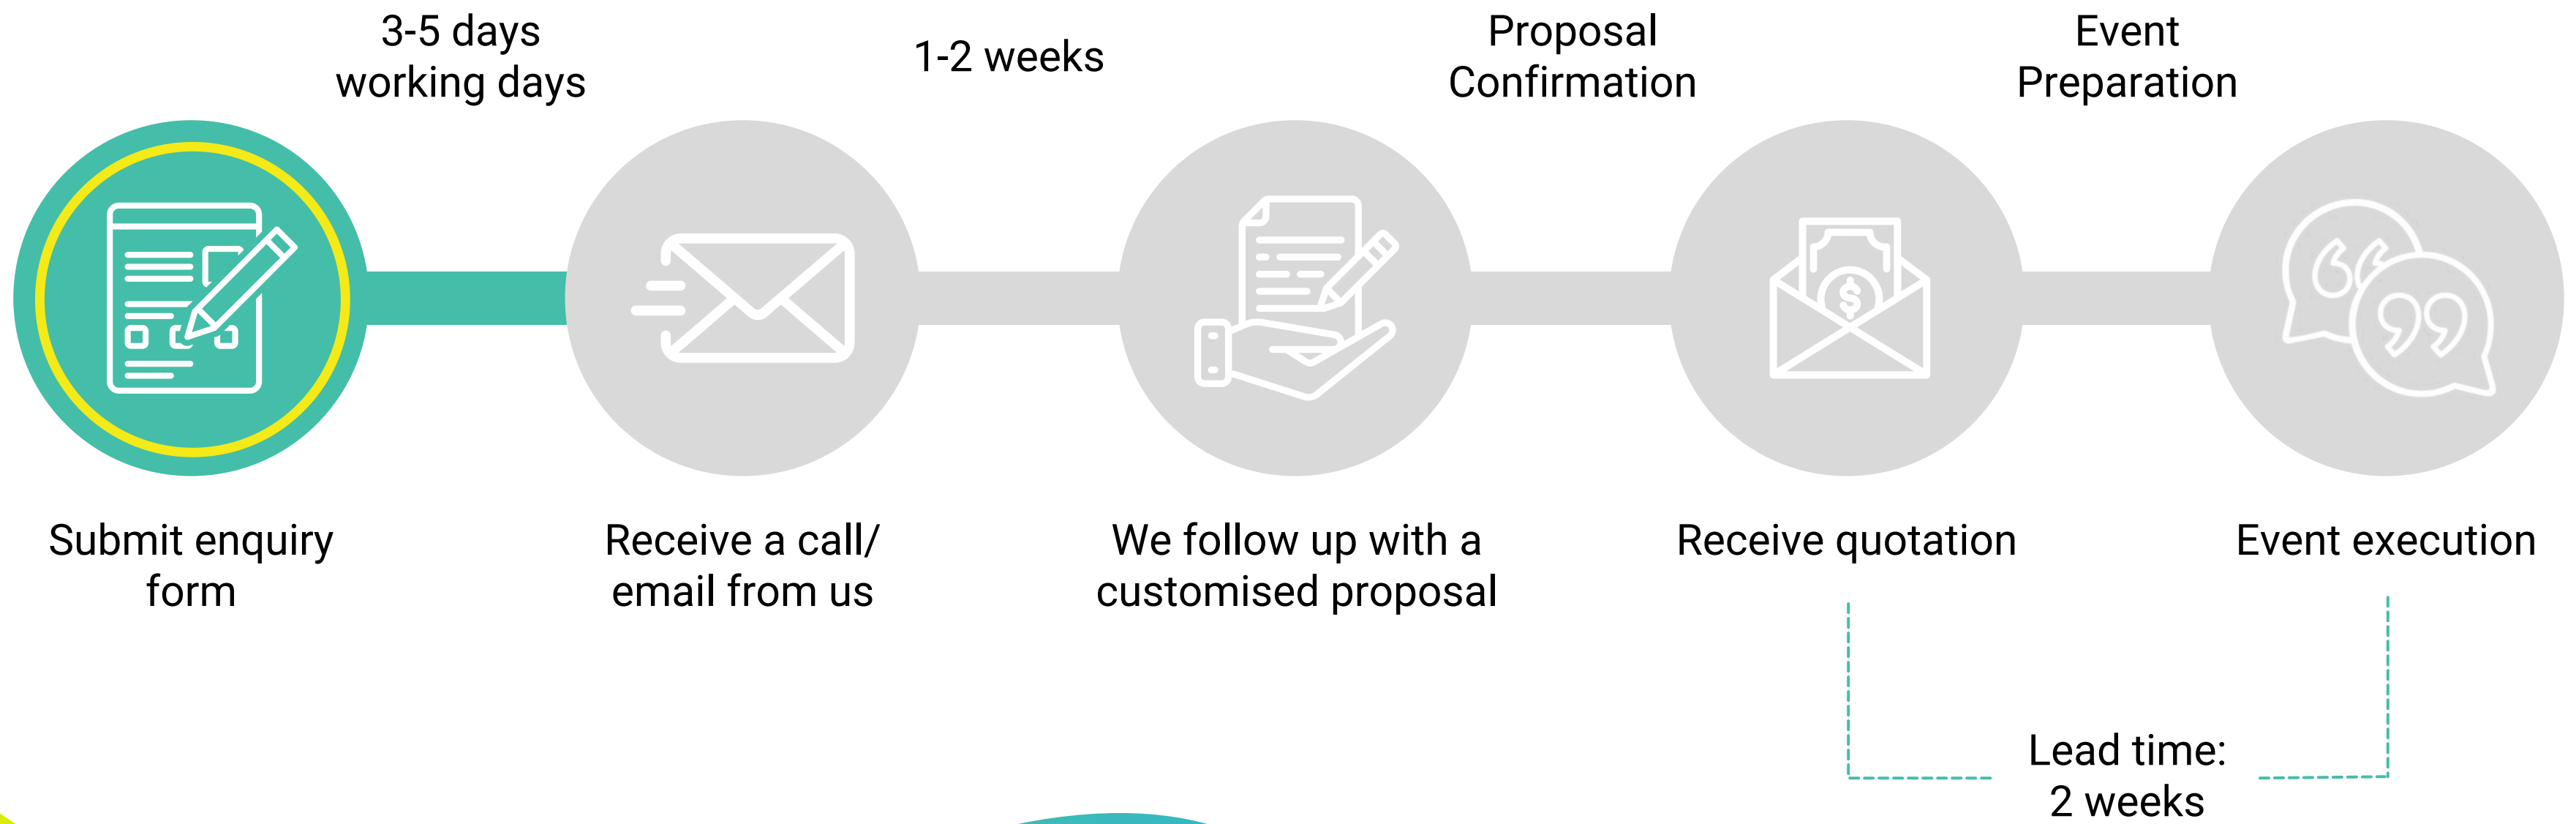 3-5 days
working days
1-2 weeks
Proposal
Confirmation
Event
Preparation
Submit enquiry
form
Receive a call/
email from us
We follow up with a
customised proposal
Receive quotation
Event execution
Lead time:
2 weeks